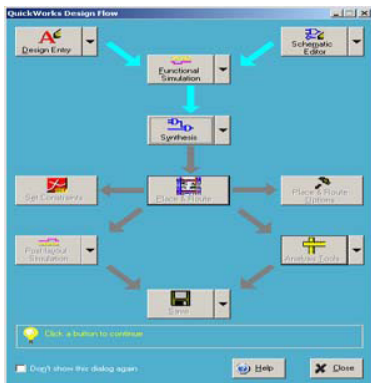 QuickWorks Design Flow
Design Entry
Schematic
Editor
Functional
Simulation
Synthesis
Set Constraints
Place & Route
Place & Route
Options
Post layout
Simulation
Analysis Tools
Save
Click a button to continue
Don't show this dialog again
Help
Close